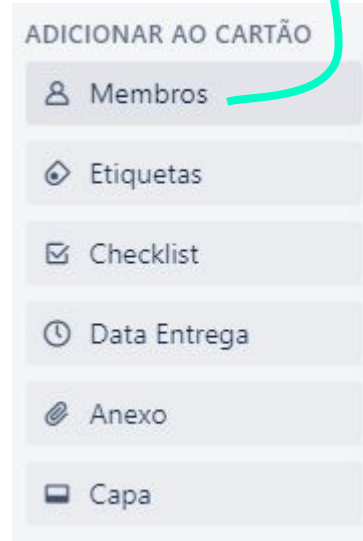 ADICIONAR AO CARTÃO
Membros
Etiquetas
Checklist
Data Entrega
Anexo
Capa